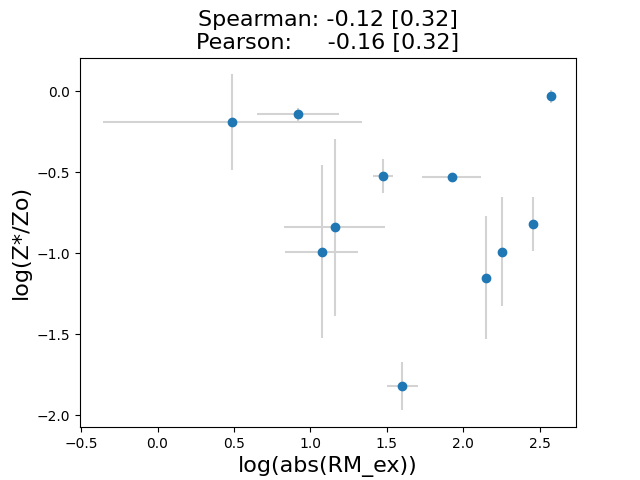 Spearman: -0.12 [0.32]
Pearson: -0.16 [0.32]
0.0
−0.5
−1.0
−1.5
−2.0
log(Z*/Zo)
−0.5 0.0 0.5 1.0 1.5 2.0 2.5
log(abs(RM_ex))